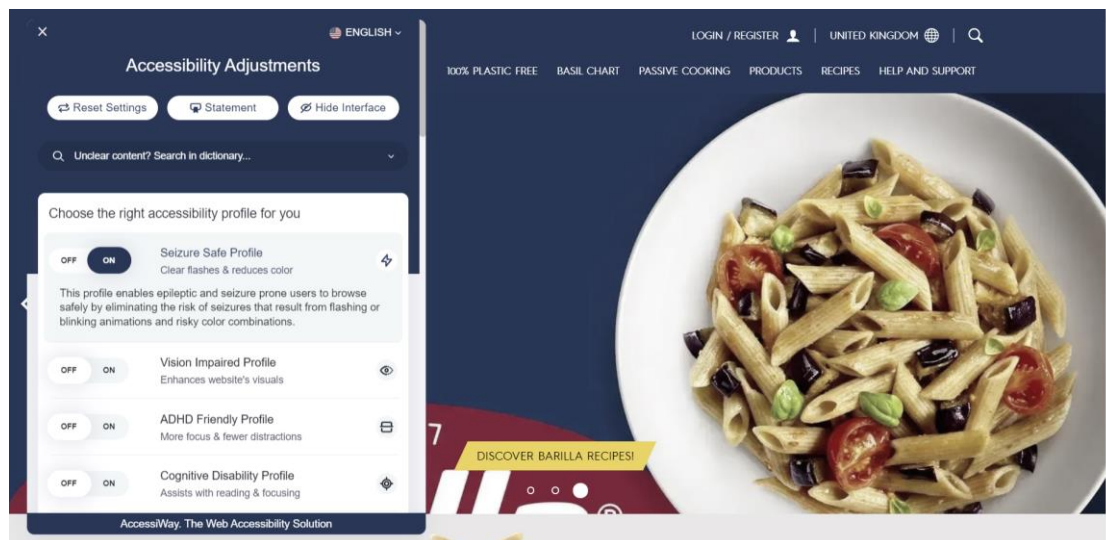 ENGLISH
Accessibility Adjustments
Reset Settings Statement Hide Interface
Unclear content? Search in dictionary...
Choose the right accessibility profile for you
OFF ON Seizure Safe Profile
Clear flashes & reduces color
This profile enables epileptic and seizure prone users to browse
safely by eliminating the risk of seizures that result from flashing or
blinking animations and risky color combinations.
OFF ON Vision Impaired Profile
Enhances website's visuals
OFF ON ADHD Friendly Profile
More focus & fewer distractions
OFF ON Cognitive Disability Profile
Assists with reading & focusing
AccessiWay. The Web Accessibility Solution
LOGIN / REGISTER | UNITED KINGDOM |
100% PLASTIC FREE BASIL CHART PASSIVE COOKING PRODUCTS RECIPES HELP AND SUPPORT
7
DISCOVER BARILLA RECIPES!
®